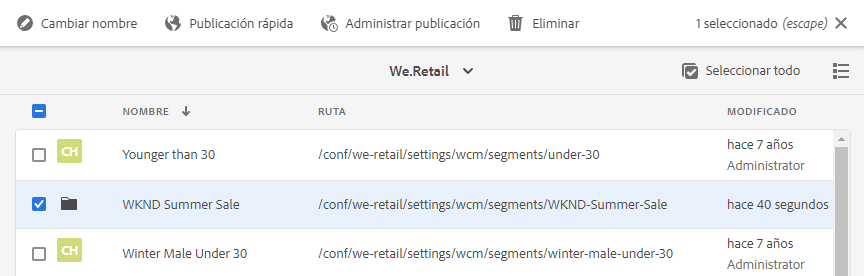 Cambiar nombre Publicación rápida Administrar publicación Eliminar 1 seleccionado (escape)
We.Retail Seleccionar todo
NOMBRE RUTA MODIFICADO
CH Younger than 30 /conf/we-retail/settings/wcm/segments/under-30 hace 7 años
Administrator
WKND Summer Sale /conf/we-retail/settings/wcm/segments/WKND-Summer-Sale hace 40 segundos
CH Winter Male Under 30 /conf/we-retail/settings/wcm/segments/winter-male-under-30 hace 7 años
Administrator